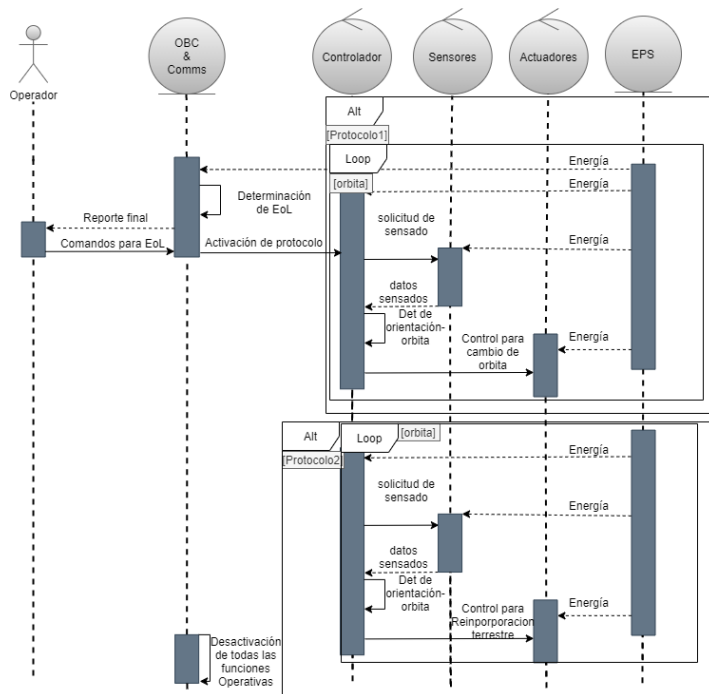 Operador
OBC
&
Comms
Controlador
Sensores
Actuadores
EPS
Alt
[Protocolo1]
Loop
[orbita]
Energía
Energía
Determinación
de EoL
Reporte final
Comandos para EoL
Activación de protocolo
solicitud de
sensado
Energía
datos
sensados
Det de
orientación-
orbita
Control para
cambio de
orbita
Energía
Alt
[Protocolo2]
Loop
[orbita]
Energía
solicitud de
sensado
Energía
datos
sensados
Det de
orientación-
orbita
Control para
Reinporporacion
terrestre
Energía
Desactivación
de todas las
funciones
Operativas